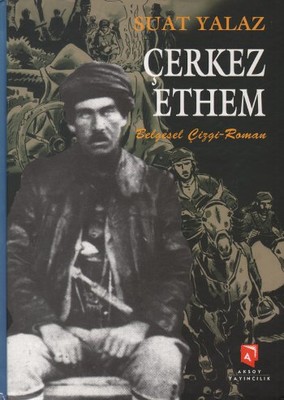 SUAT YALAZ
ÇERKEZ
ETHEM
Belgesel Çizgi-Roman
A
AKSOY
YAYINCILIK